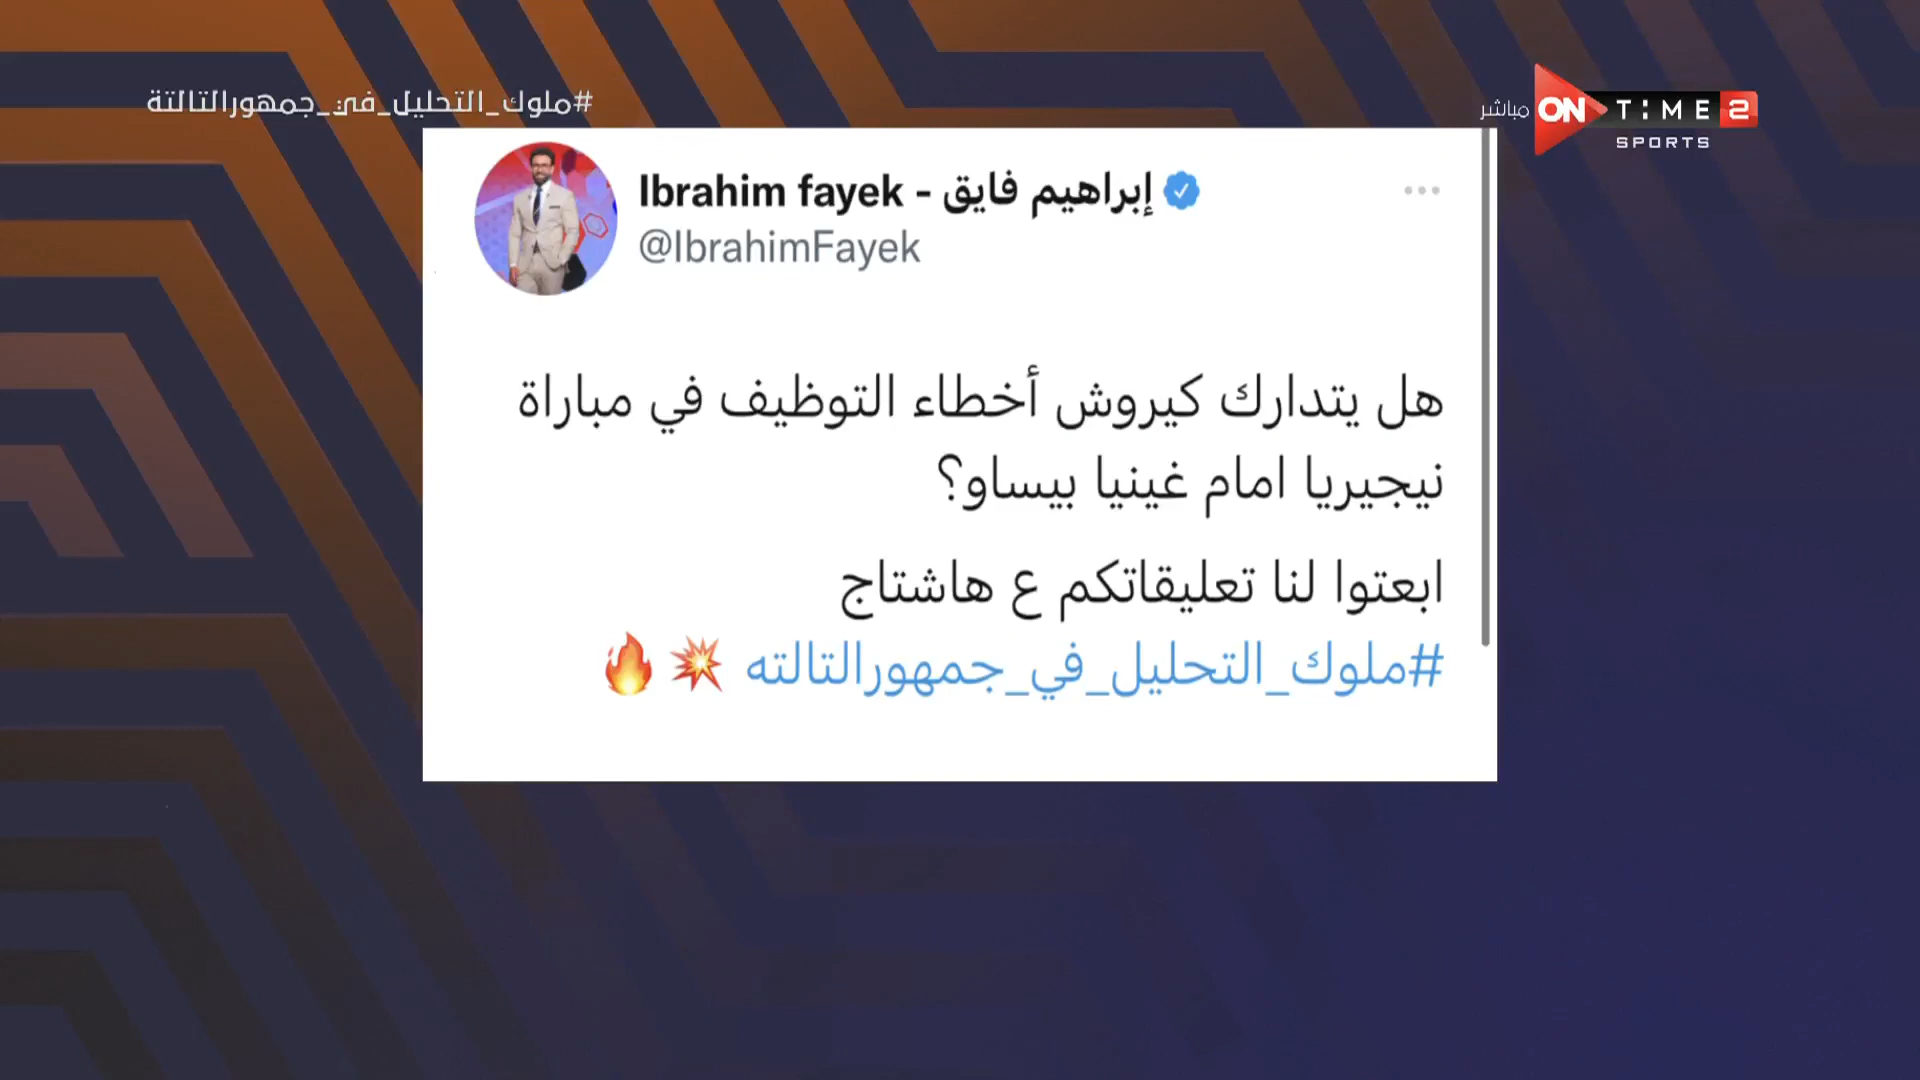 #ملوك_التحليل_في_جمهورالتالتة
مباشر ON TIME 2
SPORTS
Ibrahim fayek - إبراهيم فايق
@IbrahimFayek
هل يتدارك كيروش أخطاء التوظيف في مباراة
نيجيريا امام غينيا بيساو؟
ابعتوا لنا تعليقاتكم ع هاشتاج
#ملوك_التحليل_في_جمهورالتالته 💥🔥